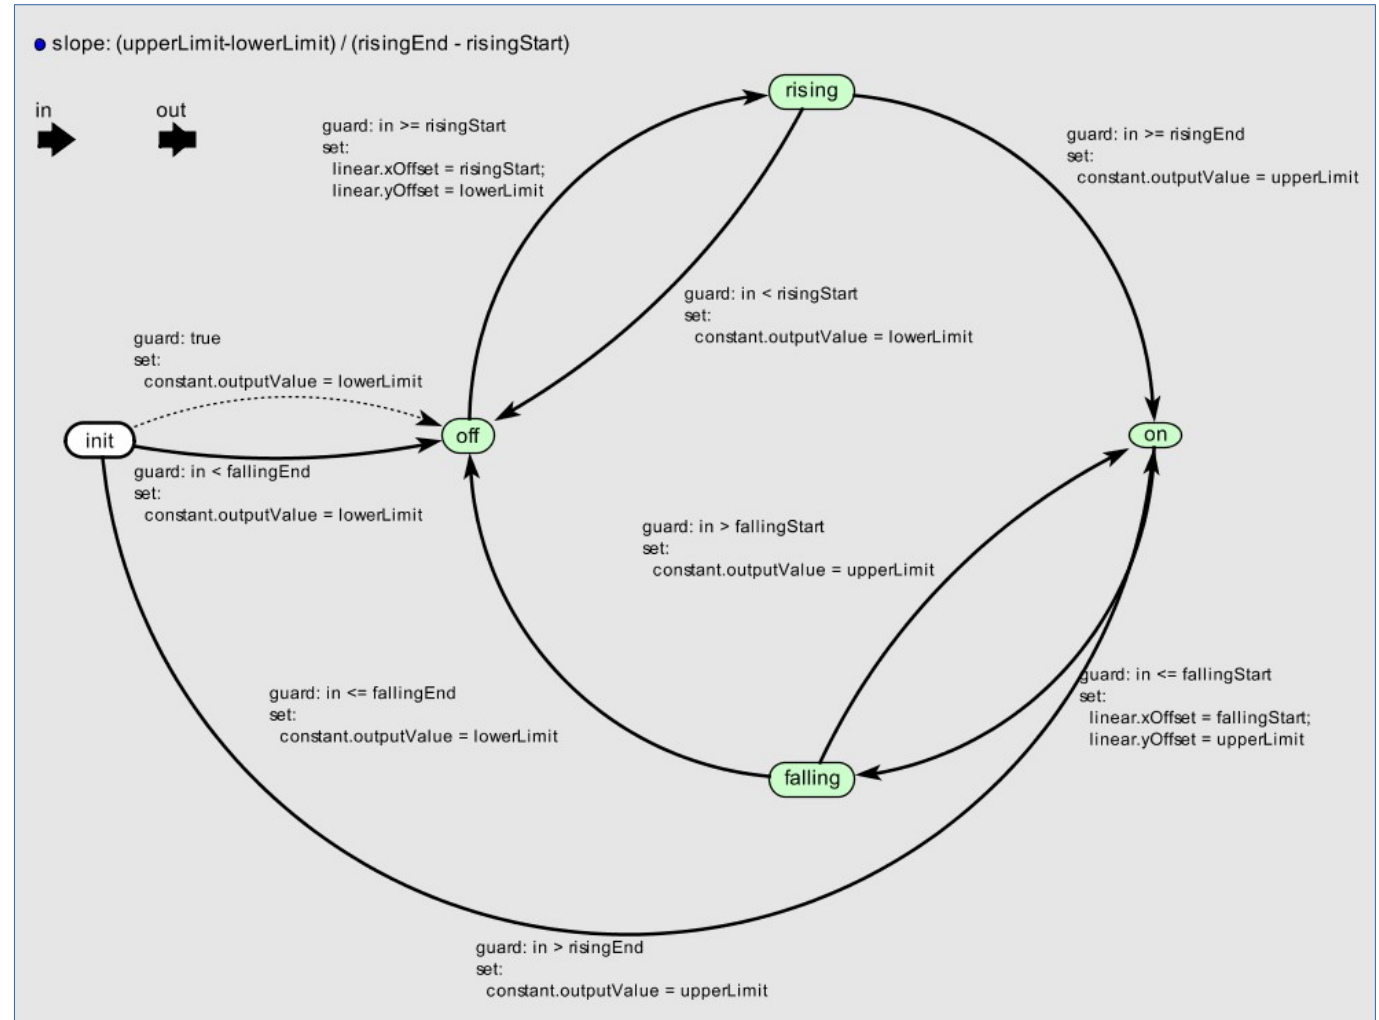 slope: (upperLimit-lowerLimit) / (risingEnd - risingStart)
in
out
guard: in >= risingStart
set:
linear.xOffset = risingStart;
linear.yOffset = lowerLimit
rising
guard: in >= risingEnd
set:
constant.outputValue = upperLimit
guard: in < risingStart
set:
constant.outputValue = lowerLimit
guard: true
set:
constant.outputValue = lowerLimit
init
off
on
guard: in < fallingEnd
set:
constant.outputValue = lowerLimit
guard: in > fallingStart
set:
constant.outputValue = upperLimit
guard: in <= fallingEnd
set:
constant.outputValue = lowerLimit
guard: in <= fallingStart
set:
linear.xOffset = fallingStart;
linear.yOffset = upperLimit
falling
guard: in > risingEnd
set:
constant.outputValue = upperLimit